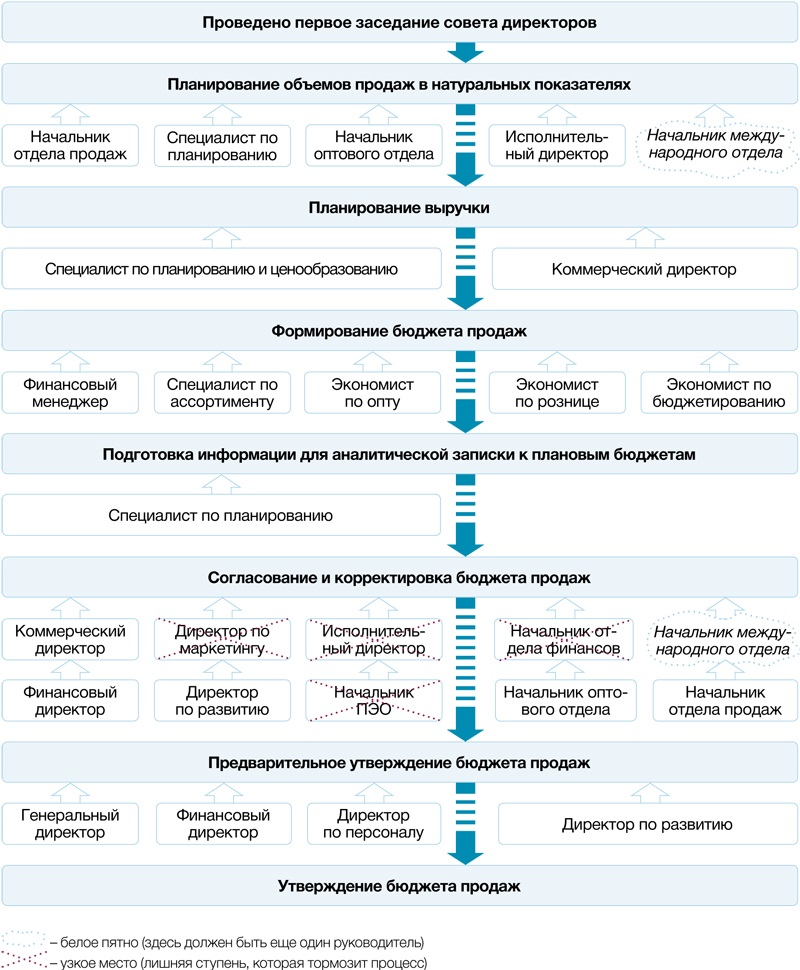 Проведено первое заседание совета директоров
Планирование объемов продаж в натуральных показателях
Начальник
отдела продаж
Специалист по
планированию
Начальник
оптового отдела
Исполнитель-
ный директор
Начальник между-
народного отдела
Планирование выручки
Специалист по планированию и ценообразованию
Коммерческий директор
Формирование бюджета продаж
Финансовый
менеджер
Специалист по
ассортименту
Экономист
по опту
Экономист
по рознице
Экономист по
бюджетированию
Подготовка информации для аналитической записки к плановым бюджетам
Специалист по планированию
Согласование и корректировка бюджета продаж
Коммерческий
директор
Директор по
маркетингу
Исполнитель-
ный директор
Начальник от-
дела финансов
Начальник между-
народного отдела
Финансовый
директор
Директор
по развитию
Начальник
ПЭО
Начальник опто-
вого отдела
Начальник
отдела продаж
Предварительное утверждение бюджета продаж
Генеральный
директор
Финансовый
директор
Директор
по персоналу
Директор по развитию
Утверждение бюджета продаж
– белое пятно (здесь должен быть еще один руководитель)
– узкое место (лишняя ступень, которая тормозит процесс)